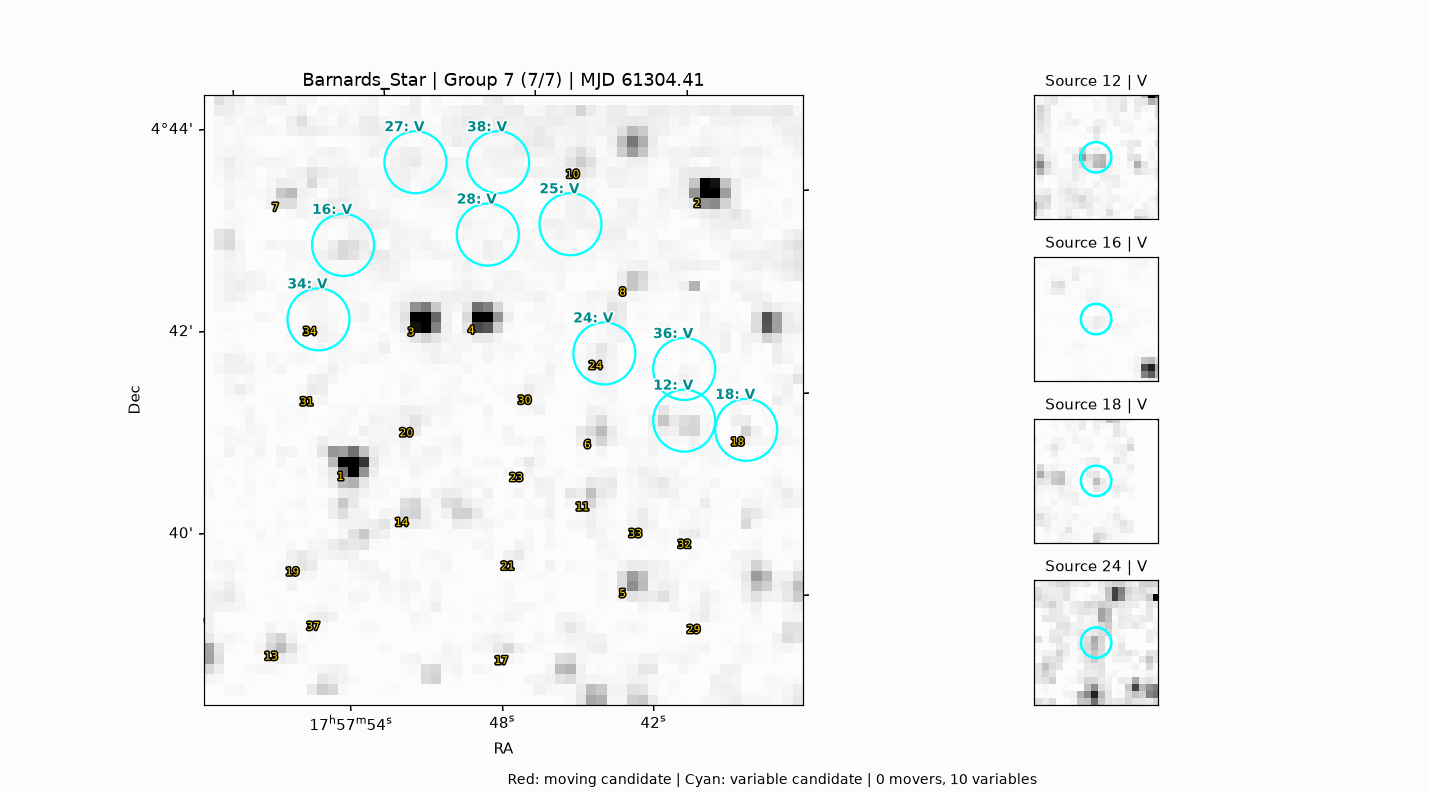 Barnards_Star | Group 7 (7/7) | MJD 61304.41
Source 12 | V
27: V
38: V
4°44'
10
25: V
28: V
2
7
16: V
Source 16 | V
34: V
8
24: V
34
3
4
42'
36: V
24
12: V
18: V
Dec
31
30
Source 18 | V
20
6
18
1
23
11
14
33
40'
32
21
19
Source 24 | V
5
37
29
13
17
17ʰ57ᵐ54ˢ
48ˢ
42ˢ
RA
Red: moving candidate | Cyan: variable candidate | 0 movers, 10 variables